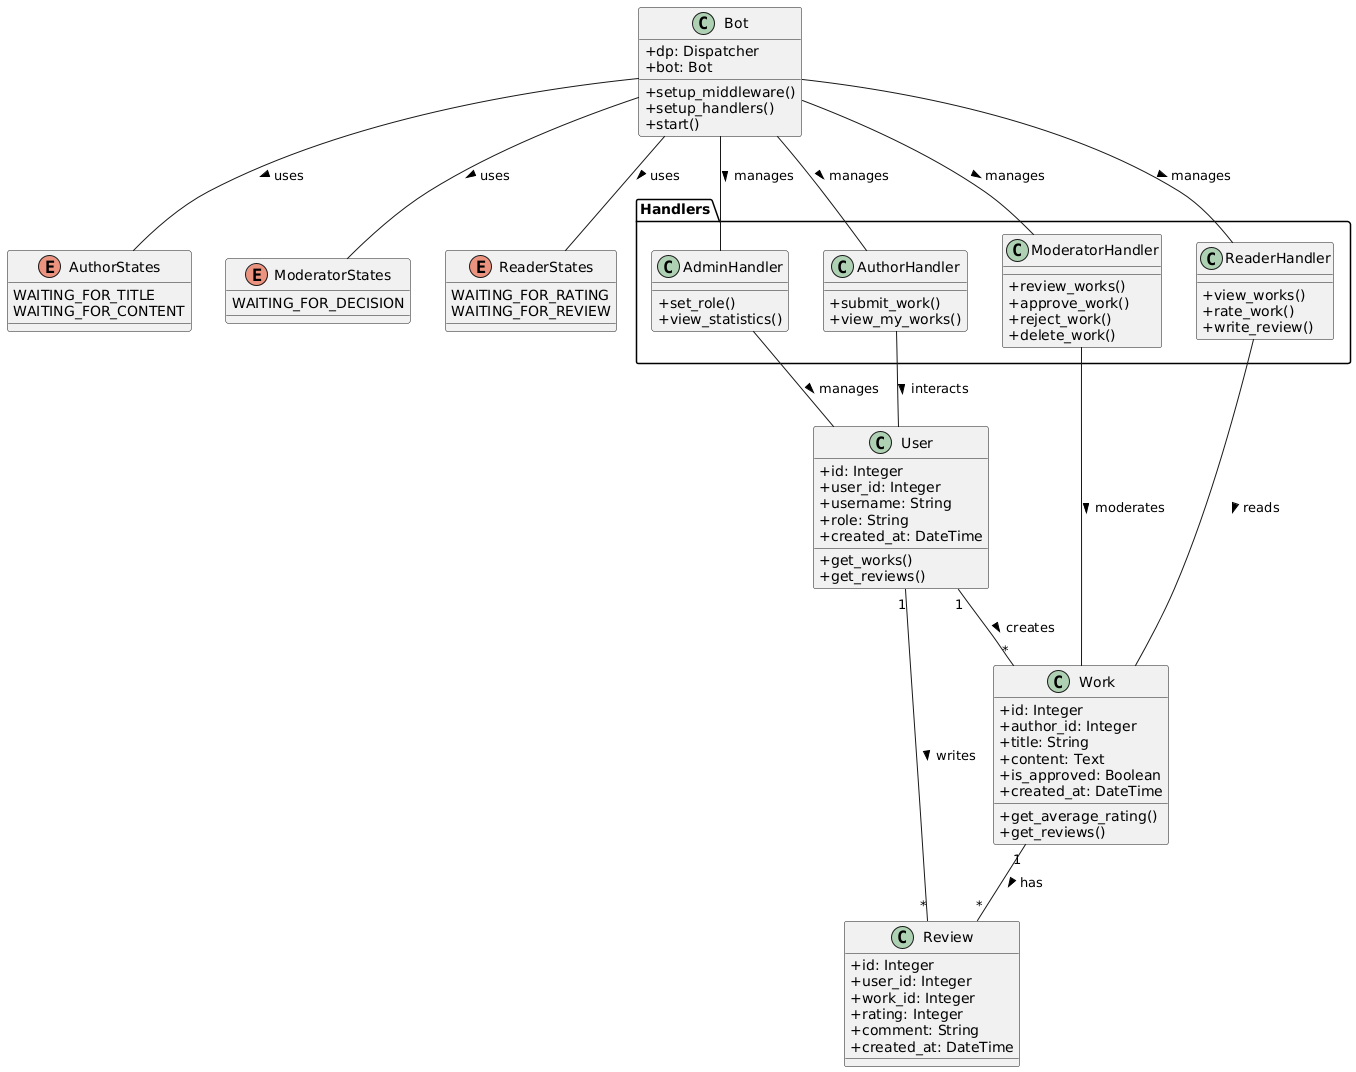 C Bot
+dp: Dispatcher
+bot: Bot
+setup_middleware()
+setup_handlers()
+start()
uses
uses
uses
manages
manages
manages
manages
Handlers
E AuthorStates
WAITING_FOR_TITLE
WAITING_FOR_CONTENT
E ModeratorStates
WAITING_FOR_DECISION
E ReaderStates
WAITING_FOR_RATING
WAITING_FOR_REVIEW
C AdminHandler
+set_role()
+view_statistics()
C AuthorHandler
+submit_work()
+view_my_works()
C ModeratorHandler
+review_works()
+approve_work()
+reject_work()
+delete_work()
C ReaderHandler
+view_works()
+rate_work()
+write_review()
manages
interacts
C User
+id: Integer
+user_id: Integer
+username: String
+role: String
+created_at: DateTime
+get_works()
+get_reviews()
moderates
reads
1
1
creates
*
C Work
+id: Integer
+author_id: Integer
+title: String
+content: Text
+is_approved: Boolean
+created_at: DateTime
+get_average_rating()
+get_reviews()
writes
1
has
*
*
C Review
+id: Integer
+user_id: Integer
+work_id: Integer
+rating: Integer
+comment: String
+created_at: DateTime